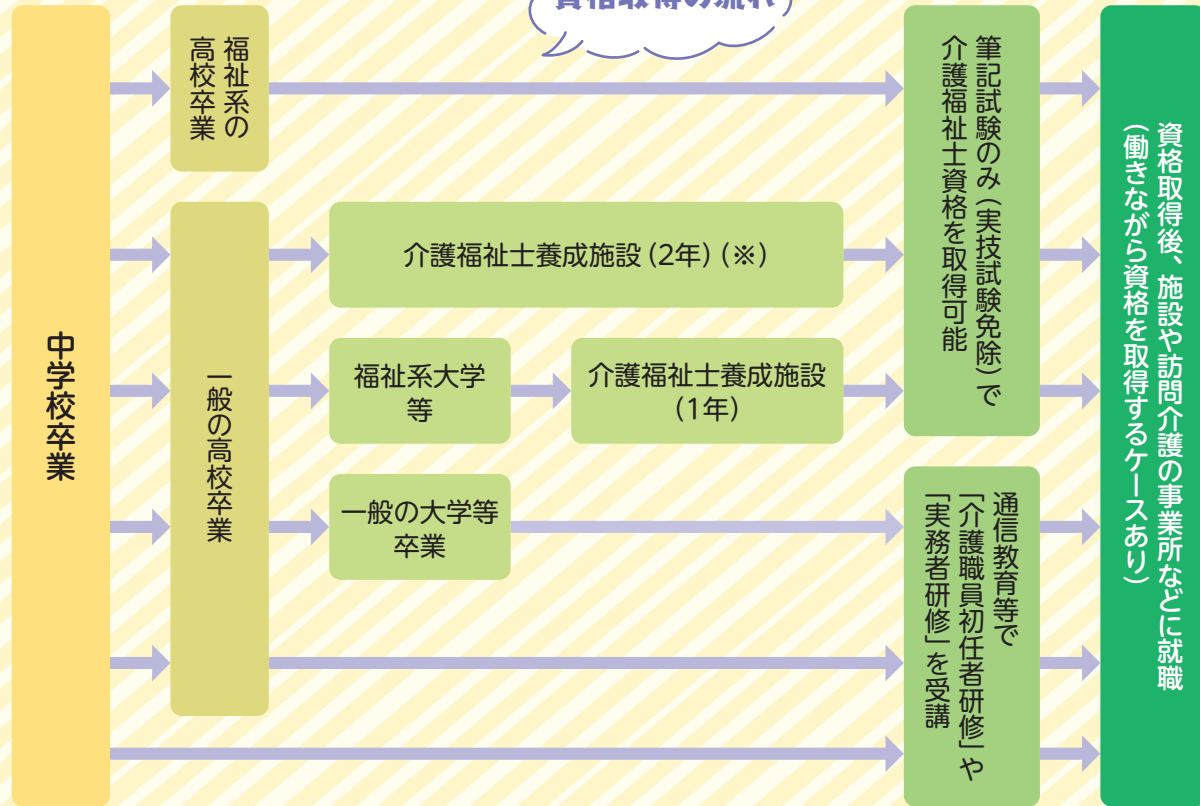 資格取得の流れ
中学校卒業
福祉系の
高校卒業
一般の高校卒業
介護福祉士養成施設(2年)(※)
福祉系大学
等
介護福祉士養成施設
(1年)
一般の大学等
卒業
筆記試験のみ(実技試験免除)で
介護福祉士資格を取得可能
通信教育等で
「介護職員初任者研修」や
「実務者研修」を受講
資格取得後、施設や訪問介護の事業所などに就職
(働きながら資格を取得するケースあり)